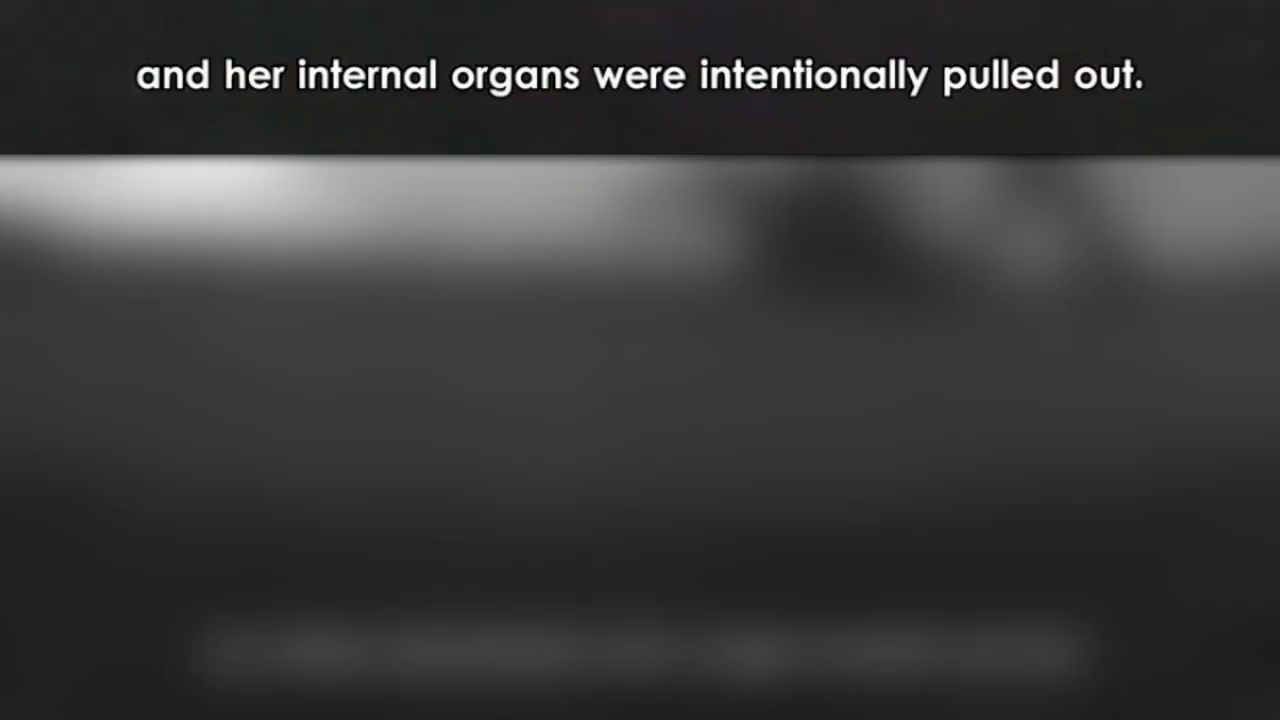 and her internal organs were intentionally pulled out.